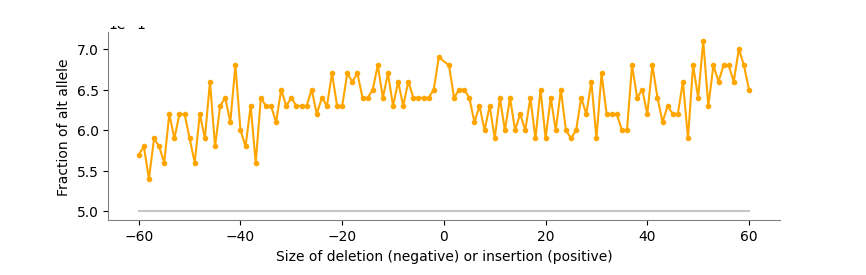 7.0
6.5
6.0
5.5
5.0
Fraction of alt allele
−60 −40 −20 0 20 40 60
Size of deletion (negative) or insertion (positive)